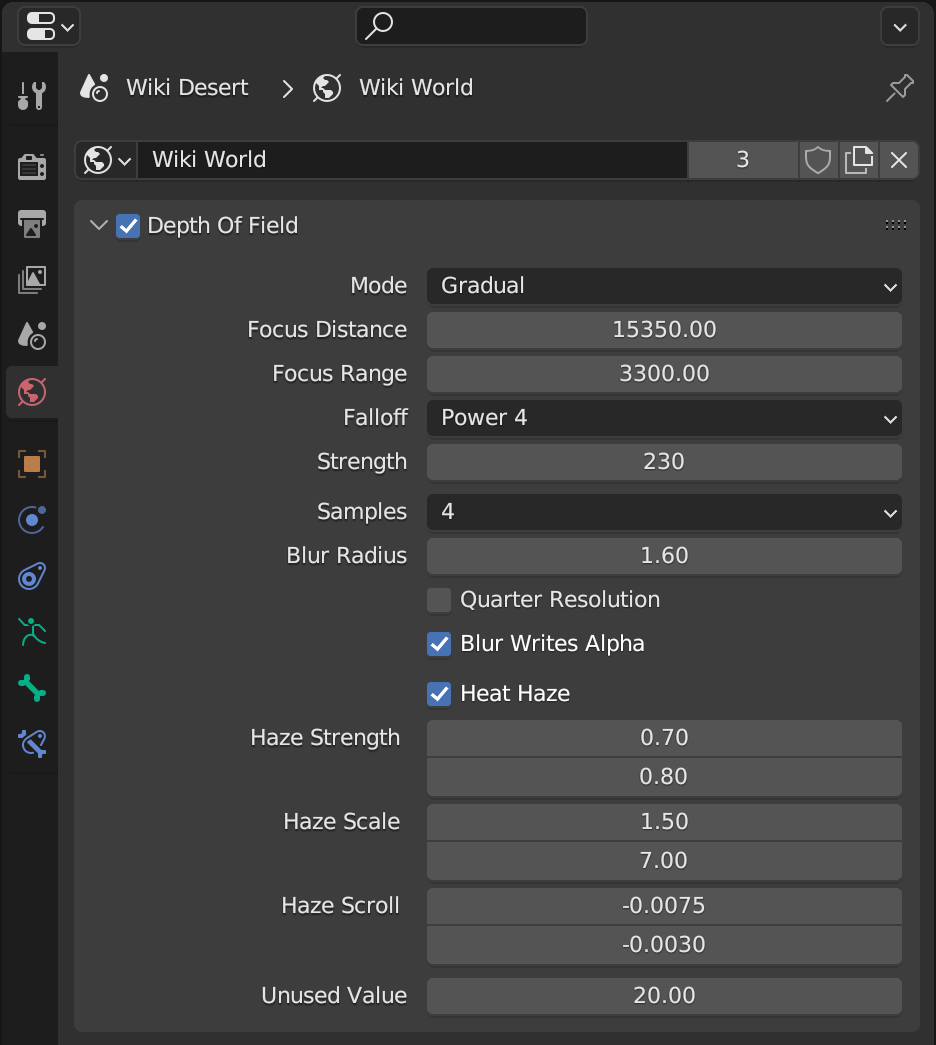 Wiki Desert > Wiki World
Wiki World 3
Depth Of Field
Mode Gradual
Focus Distance 15350.00
Focus Range 3300.00
Falloff Power 4
Strength 230
Samples 4
Blur Radius 1.60
Quarter Resolution
Blur Writes Alpha
Heat Haze
Haze Strength 0.70
0.80
Haze Scale 1.50
7.00
Haze Scroll -0.0075
-0.0030
Unused Value 20.00